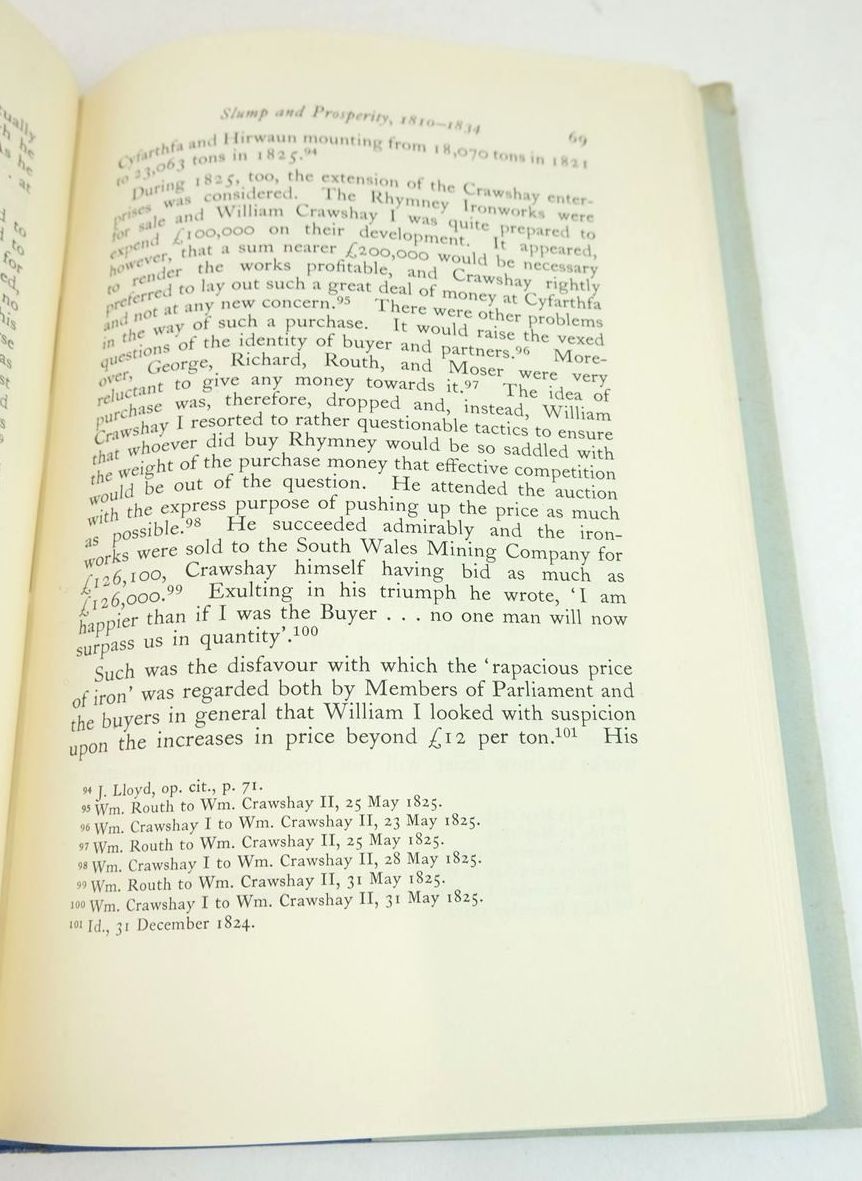 Slump and Prosperity, 1810–1834 69
Cyfarthfa and Hirwaun mounting from 18,070 tons in 1821
to 23,063 tons in 1825.94
During 1825, too, the extension of the Crawshay enter-
prises was considered. The Rhymney Ironworks were
for sale and William Crawshay I was quite prepared to
expend £100,000 on their development. It appeared,
however, that a sum nearer £200,000 would be necessary
to render the works profitable, and Crawshay rightly
preferred to lay out such a great deal of money at Cyfarthfa
and not at any new concern.95 There were other problems
in the way of such a purchase. It would raise the vexed
questions of the identity of buyer and partners.96 More-
over, George, Richard, Routh, and Moser were very
reluctant to give any money towards it.97 The idea of
purchase was, therefore, dropped and, instead, William
Crawshay I resorted to rather questionable tactics to ensure
that whoever did buy Rhymney would be so saddled with
the weight of the purchase money that effective competition
would be out of the question. He attended the auction
with the express purpose of pushing up the price as much
as possible.98 He succeeded admirably and the iron-
works were sold to the South Wales Mining Company for
£126,100, Crawshay himself having bid as much as
£126,000.99 Exulting in his triumph he wrote, ‘I am
happier than if I was the Buyer . . . no one man will now
surpass us in quantity’.100
Such was the disfavour with which the ‘rapacious price
of iron’ was regarded both by Members of Parliament and
the buyers in general that William I looked with suspicion
upon the increases in price beyond £12 per ton.101 His
94 J. Lloyd, op. cit., p. 71.
95 Wm. Routh to Wm. Crawshay II, 25 May 1825.
96 Wm. Crawshay I to Wm. Crawshay II, 23 May 1825.
97 Wm. Routh to Wm. Crawshay II, 25 May 1825.
98 Wm. Crawshay I to Wm. Crawshay II, 28 May 1825.
99 Wm. Routh to Wm. Crawshay II, 31 May 1825.
100 Wm. Crawshay I to Wm. Crawshay II, 31 May 1825.
101 Id., 31 December 1824.